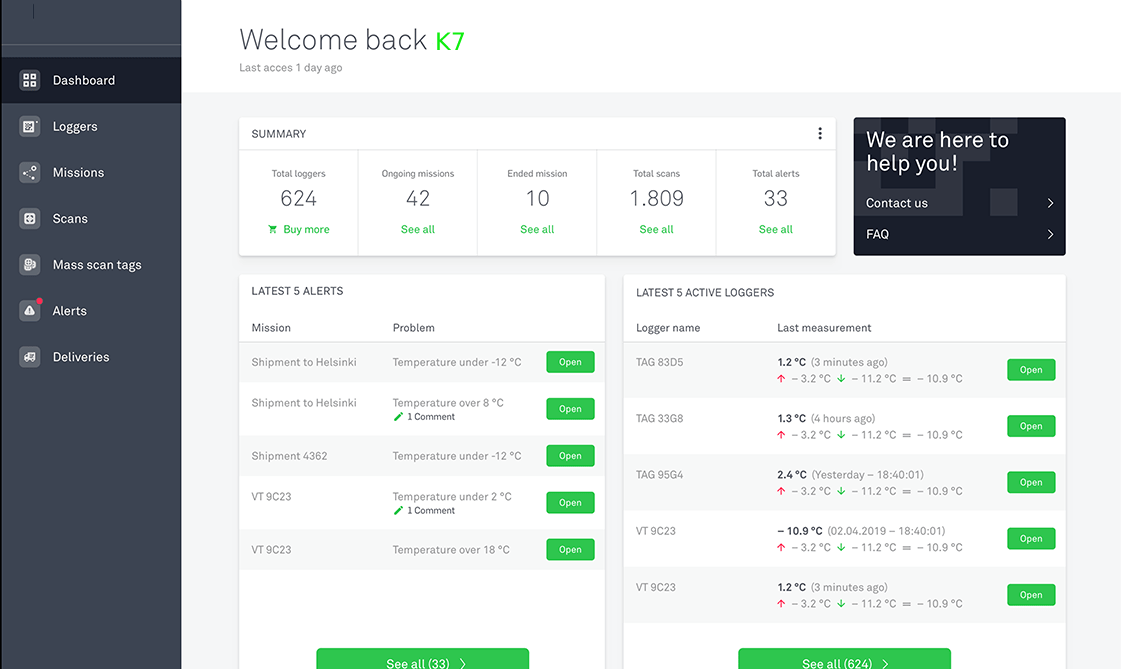 Welcome back K7
Last acces 1 day ago
Dashboard
Loggers
Missions
Scans
Mass scan tags
Alerts
Deliveries
SUMMARY
Total loggers
624
Buy more
Ongoing missions
42
See all
Ended mission
10
See all
Total scans
1.809
See all
Total alerts
33
See all
We are here to
help you!
Contact us
FAQ
LATEST 5 ALERTS
Mission Problem
Shipment to Helsinki Temperature under -12 °C Open
Shipment to Helsinki Temperature over 8 °C Open
1 Comment
Shipment 4362 Temperature under -12 °C Open
VT 9C23 Temperature under 2 °C Open
1 Comment
VT 9C23 Temperature over 18 °C Open
See all (33)
LATEST 5 ACTIVE LOGGERS
Logger name Last measurement
TAG 83D5 1.2 °C (3 minutes ago) Open
↑ – 3.2 °C ↓ – 11.2 °C = – 10.9 °C
TAG 33G8 1.3 °C (4 hours ago) Open
↑ – 3.2 °C ↓ – 11.2 °C = – 10.9 °C
TAG 95G4 2.4 °C (Yesterday – 18:40:01) Open
↑ – 3.2 °C ↓ – 11.2 °C = – 10.9 °C
VT 9C23 – 10.9 °C (02.04.2019 – 18:40:01) Open
↑ – 3.2 °C ↓ – 11.2 °C = – 10.9 °C
VT 9C23 1.2 °C (3 minutes ago) Open
↑ – 3.2 °C ↓ – 11.2 °C = – 10.9 °C
See all (624)